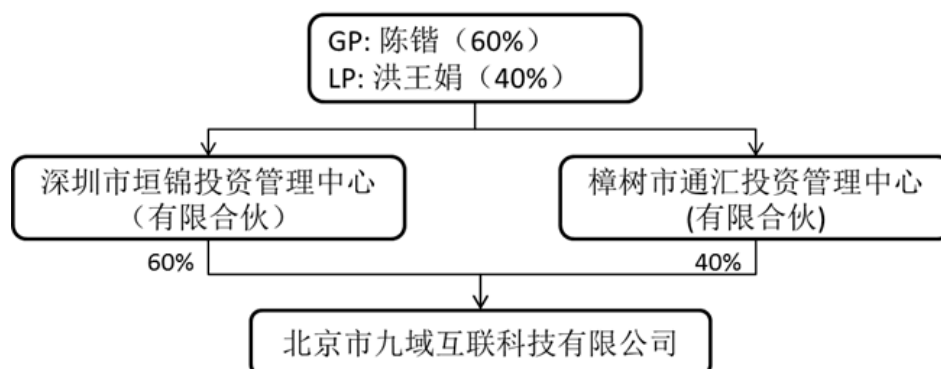 GP: 陈锴（60%）
LP: 洪王娟（40%）
深圳市垣锦投资管理中心
（有限合伙）
樟树市通汇投资管理中心
(有限合伙)
60%
40%
北京市九域互联科技有限公司